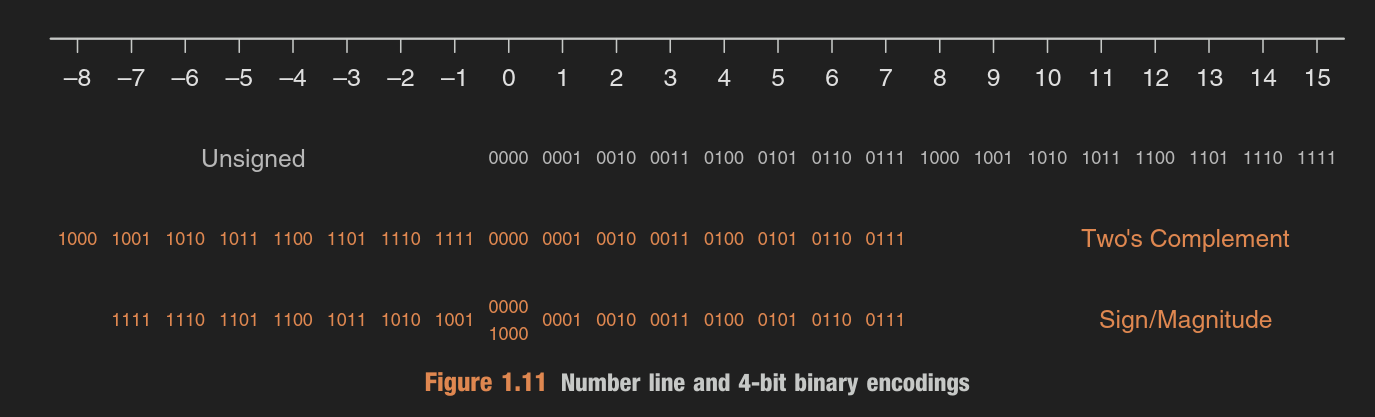 –8 –7 –6 –5 –4 –3 –2 –1 0 1 2 3 4 5 6 7 8 9 10 11 12 13 14 15
Unsigned 0000 0001 0010 0011 0100 0101 0110 0111 1000 1001 1010 1011 1100 1101 1110 1111
1000 1001 1010 1011 1100 1101 1110 1111 0000 0001 0010 0011 0100 0101 0110 0111 Two's Complement
0000
1111 1110 1101 1100 1011 1010 1001 0001 0010 0011 0100 0101 0110 0111 Sign/Magnitude
1000
Figure 1.11 Number line and 4-bit binary encodings